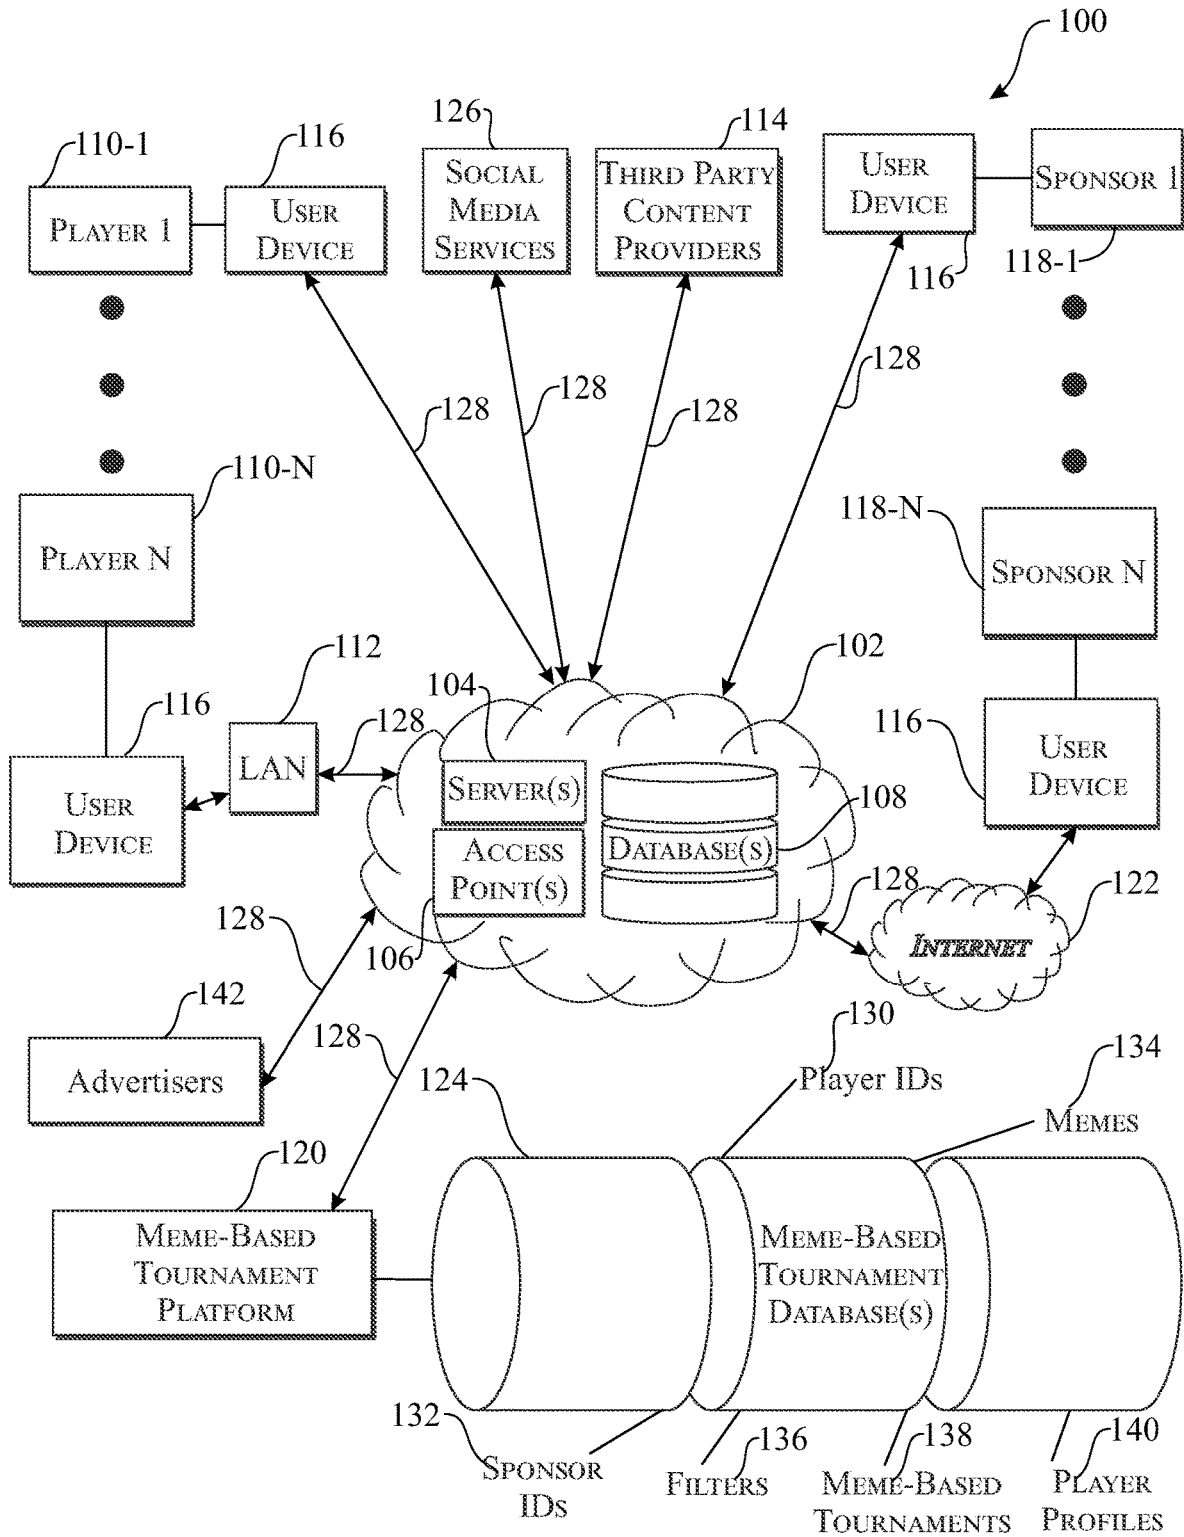 100
110-1
116
126
114
PLAYER 1
USER
DEVICE
SOCIAL
MEDIA
SERVICES
THIRD PARTY
CONTENT
PROVIDERS
USER
DEVICE
SPONSOR 1
116
118-1
128
128
128
128
110-N
118-N
PLAYER N
SPONSOR N
112
104
102
116
128
116
LAN
USER
DEVICE
SERVER(S)
ACCESS
POINT(S)
DATABASE(S)
108
USER
DEVICE
106
128
128
INTERNET
122
142
128
Advertisers
130
124
Player IDs
134
MEMES
120
MEME-BASED
TOURNAMENT
PLATFORM
MEME-BASED
TOURNAMENT
DATABASE(S)
132
SPONSOR
IDS
136
FILTERS
138
MEME-BASED
TOURNAMENTS
140
PLAYER
PROFILES